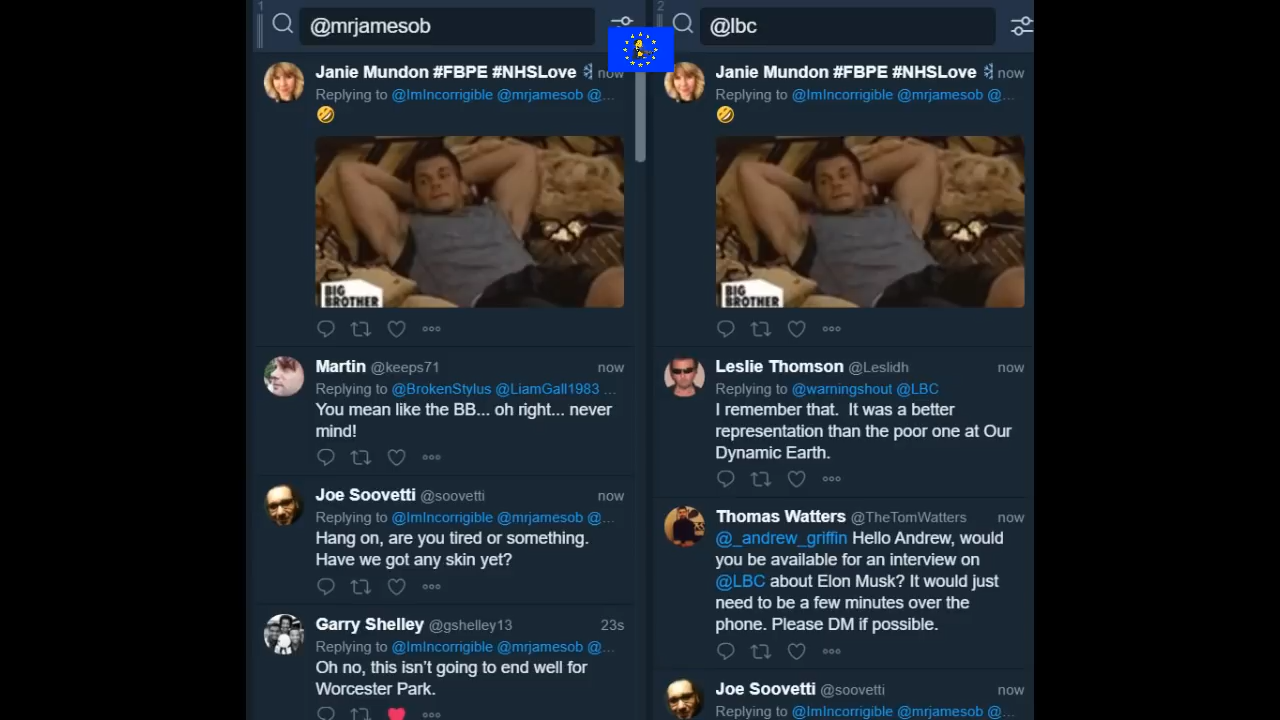 1
@mrjamesob
Janie Mundon #FBPE #NHSLove now
Replying to @ImIncorrigible @mrjamesob @...
BIG
BROTHER
Martin @keeps71 now
Replying to @BrokenStylus @LiamGall1983 ...
You mean like the BB... oh right... never
mind!
Joe Soovetti @soovetti now
Replying to @ImIncorrigible @mrjamesob @...
Hang on, are you tired or something.
Have we got any skin yet?
Garry Shelley @gshelley13 23s
Replying to @ImIncorrigible @mrjamesob @...
Oh no, this isn't going to end well for
Worcester Park.
2
@lbc
Janie Mundon #FBPE #NHSLove now
Replying to @ImIncorrigible @mrjamesob @...
BIG
BROTHER
Leslie Thomson @Leslidh now
Replying to @warningshout @LBC
I remember that. It was a better
representation than the poor one at Our
Dynamic Earth.
Thomas Watters @TheTomWatters now
@_andrew_griffin Hello Andrew, would
you be available for an interview on
@LBC about Elon Musk? It would just
need to be a few minutes over the
phone. Please DM if possible.
Joe Soovetti @soovetti now
Replying to @ImIncorrigible @mrjamesob @...